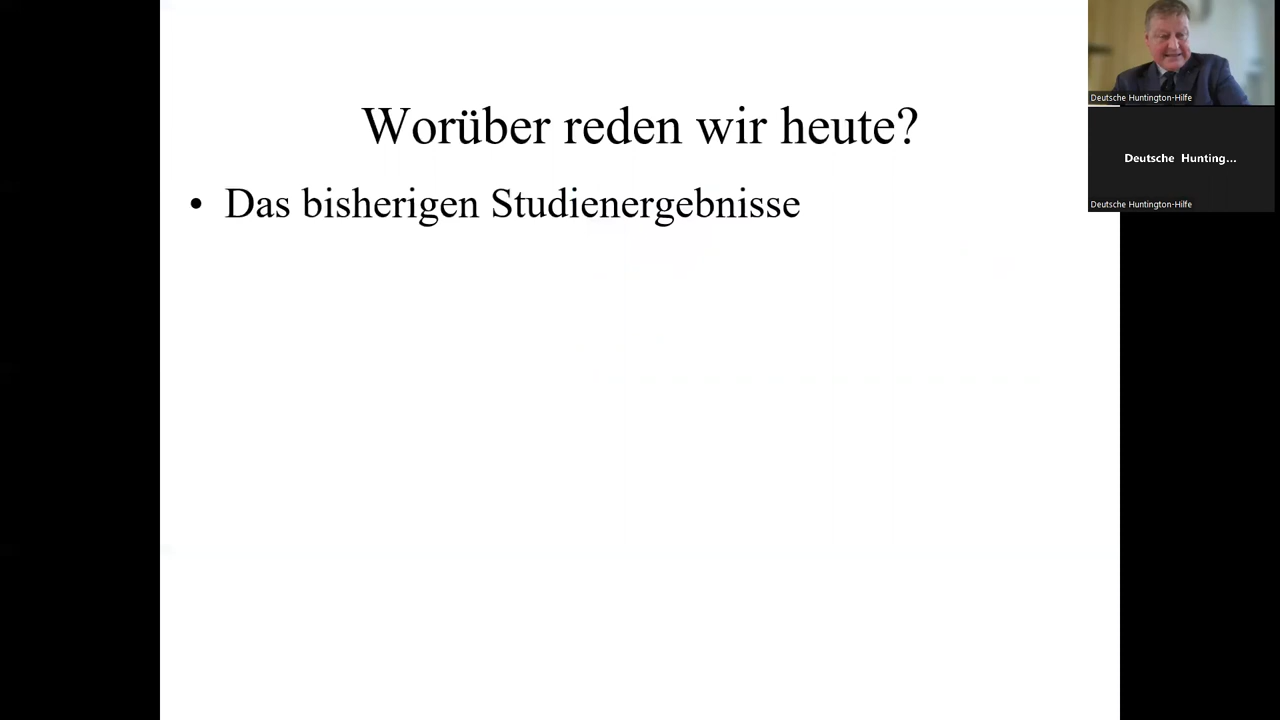 Worüber reden wir heute?
• Das bisherigen Studienergebnisse
Deutsche Huntington-Hilfe
Deutsche Hunting...
Deutsche Huntington-Hilfe